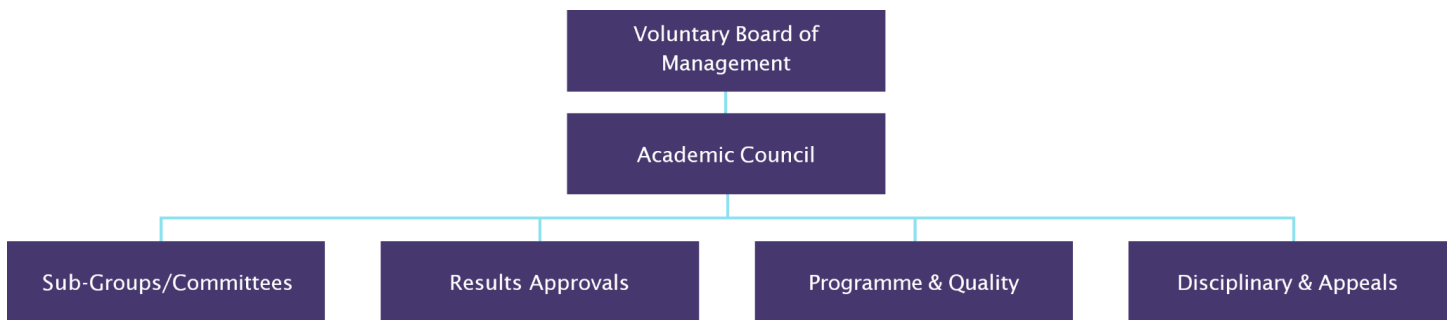 Voluntary Board of
Management
Academic Council
Sub-Groups/Committees
Results Approvals
Programme & Quality
Disciplinary & Appeals